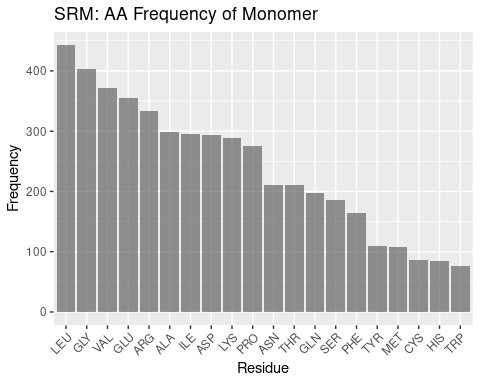 SRM: AA Frequency of Monomer
Frequency
400
300
200
100
0
LEU GLY VAL GLU ARG ALA ILE ASP LYS PRO ASN THR GLN SER PHE TYR MET CYS HIS TRP
Residue